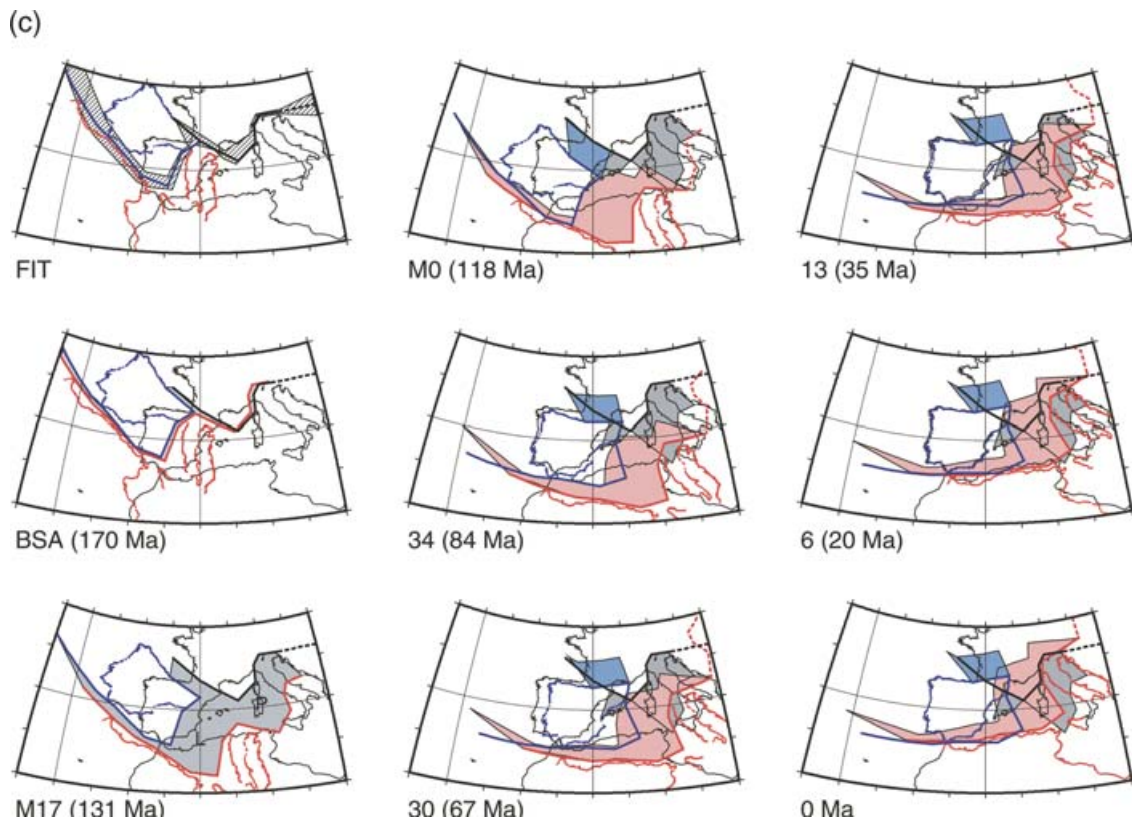 (c)
FIT
M0 (118 Ma)
13 (35 Ma)
BSA (170 Ma)
34 (84 Ma)
6 (20 Ma)
M17 (131 Ma)
30 (67 Ma)
0 Ma